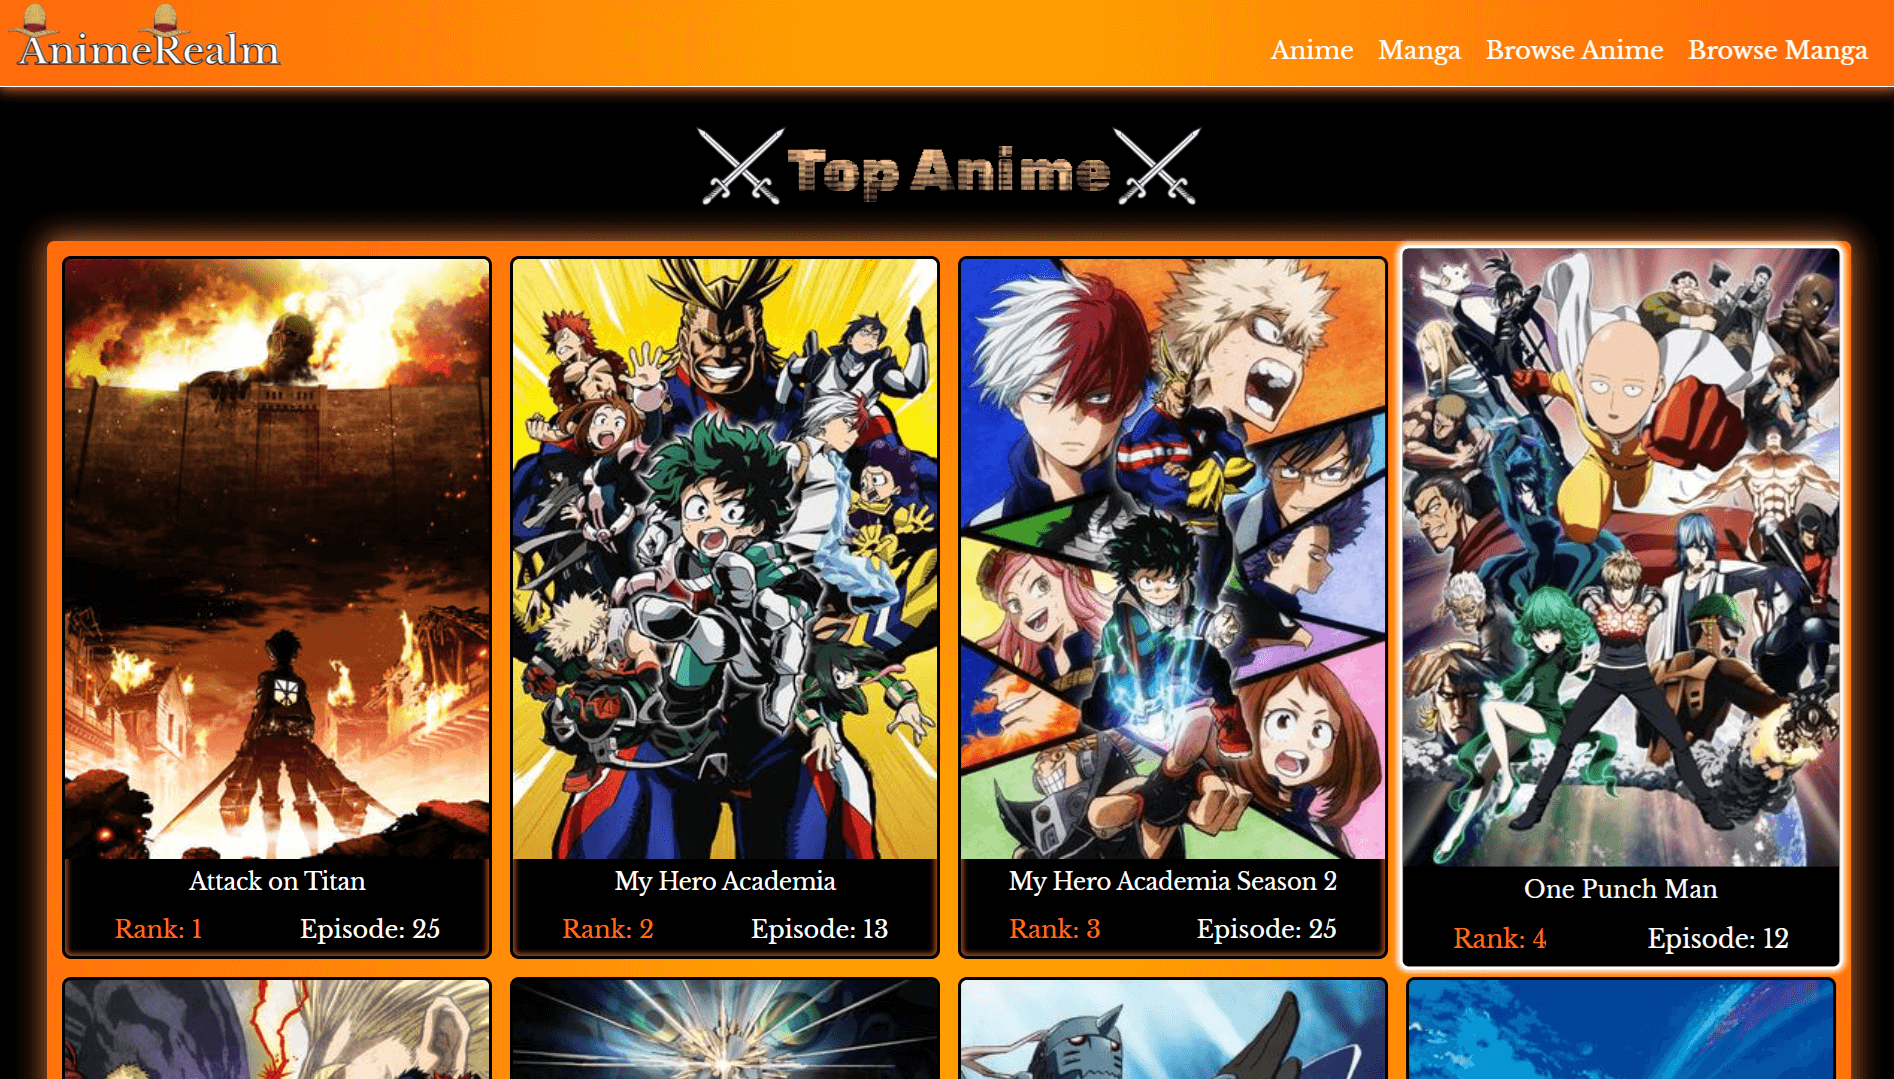 AnimeRealm
Anime Manga Browse Anime Browse Manga
Top Anime
Attack on Titan
Rank: 1 Episode: 25
My Hero Academia
Rank: 2 Episode: 13
My Hero Academia Season 2
Rank: 3 Episode: 25
One Punch Man
Rank: 4 Episode: 12